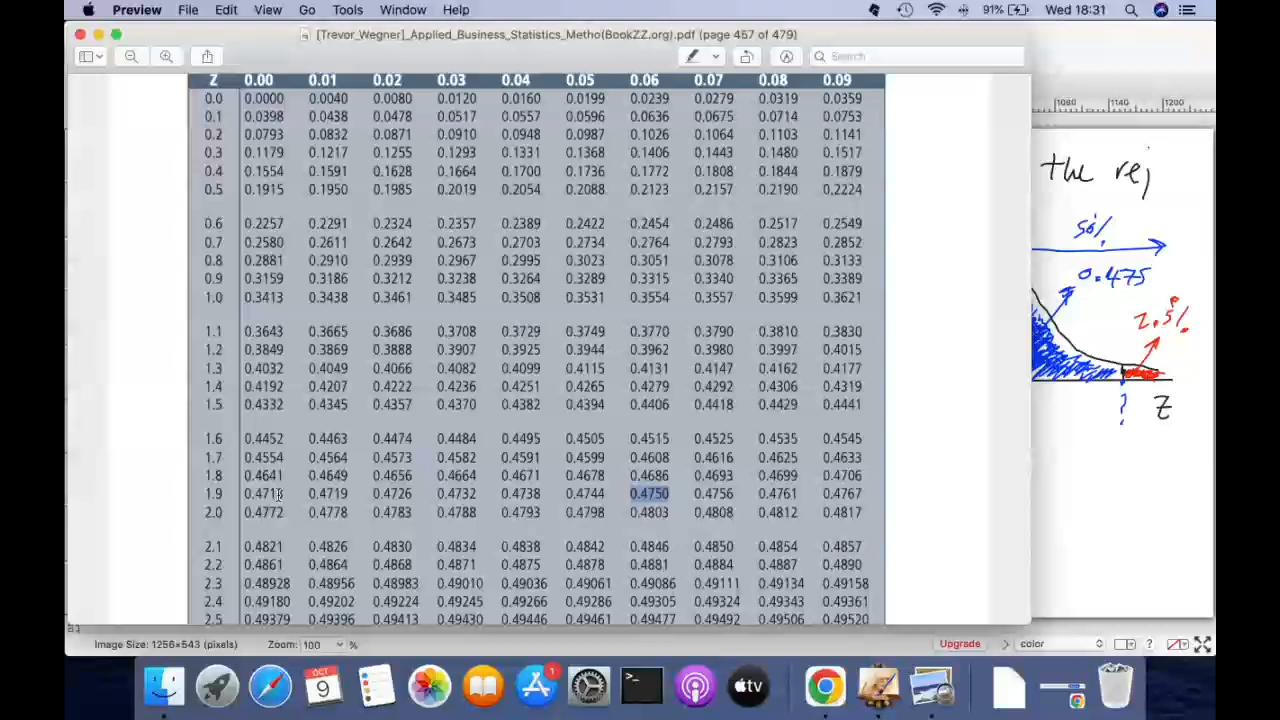 Preview File Edit View Go Tools Window Help 91% Wed 18:31
[Trevor_Wegner]_Applied_Business_Statistics_Metho(BookZZ.org).pdf (page 457 of 479)
Search
Z 0.00 0.01 0.02 0.03 0.04 0.05 0.06 0.07 0.08 0.09
0.0 0.0000 0.0040 0.0080 0.0120 0.0160 0.0199 0.0239 0.0279 0.0319 0.0359
0.1 0.0398 0.0438 0.0478 0.0517 0.0557 0.0596 0.0636 0.0675 0.0714 0.0753
0.2 0.0793 0.0832 0.0871 0.0910 0.0948 0.0987 0.1026 0.1064 0.1103 0.1141
0.3 0.1179 0.1217 0.1255 0.1293 0.1331 0.1368 0.1406 0.1443 0.1480 0.1517
0.4 0.1554 0.1591 0.1628 0.1664 0.1700 0.1736 0.1772 0.1808 0.1844 0.1879
0.5 0.1915 0.1950 0.1985 0.2019 0.2054 0.2088 0.2123 0.2157 0.2190 0.2224
0.6 0.2257 0.2291 0.2324 0.2357 0.2389 0.2422 0.2454 0.2486 0.2517 0.2549
0.7 0.2580 0.2611 0.2642 0.2673 0.2703 0.2734 0.2764 0.2793 0.2823 0.2852
0.8 0.2881 0.2910 0.2939 0.2967 0.2995 0.3023 0.3051 0.3078 0.3106 0.3133
0.9 0.3159 0.3186 0.3212 0.3238 0.3264 0.3289 0.3315 0.3340 0.3365 0.3389
1.0 0.3413 0.3438 0.3461 0.3485 0.3508 0.3531 0.3554 0.3557 0.3599 0.3621
1.1 0.3643 0.3665 0.3686 0.3708 0.3729 0.3749 0.3770 0.3790 0.3810 0.3830
1.2 0.3849 0.3869 0.3888 0.3907 0.3925 0.3944 0.3962 0.3980 0.3997 0.4015
1.3 0.4032 0.4049 0.4066 0.4082 0.4099 0.4115 0.4131 0.4147 0.4162 0.4177
1.4 0.4192 0.4207 0.4222 0.4236 0.4251 0.4265 0.4279 0.4292 0.4306 0.4319
1.5 0.4332 0.4345 0.4357 0.4370 0.4382 0.4394 0.4406 0.4418 0.4429 0.4441
1.6 0.4452 0.4463 0.4474 0.4484 0.4495 0.4505 0.4515 0.4525 0.4535 0.4545
1.7 0.4554 0.4564 0.4573 0.4582 0.4591 0.4599 0.4608 0.4616 0.4625 0.4633
1.8 0.4641 0.4649 0.4656 0.4664 0.4671 0.4678 0.4686 0.4693 0.4699 0.4706
1.9 0.4713 0.4719 0.4726 0.4732 0.4738 0.4744 0.4750 0.4756 0.4761 0.4767
2.0 0.4772 0.4778 0.4783 0.4788 0.4793 0.4798 0.4803 0.4808 0.4812 0.4817
2.1 0.4821 0.4826 0.4830 0.4834 0.4838 0.4842 0.4846 0.4850 0.4854 0.4857
2.2 0.4861 0.4864 0.4868 0.4871 0.4875 0.4878 0.4881 0.4884 0.4887 0.4890
2.3 0.48928 0.48956 0.48983 0.49010 0.49036 0.49061 0.49086 0.49111 0.49134 0.49158
2.4 0.49180 0.49202 0.49224 0.49245 0.49266 0.49286 0.49305 0.49324 0.49343 0.49361
2.5 0.49379 0.49396 0.49413 0.49430 0.49446 0.49461 0.49477 0.49492 0.49506 0.49520
1080 1140 1200
the rej
50%
0.475
2.5%
? Z
Image Size: 1256×543 (pixels) Zoom: 100 % Upgrade color ?
OCT
9
1
tv